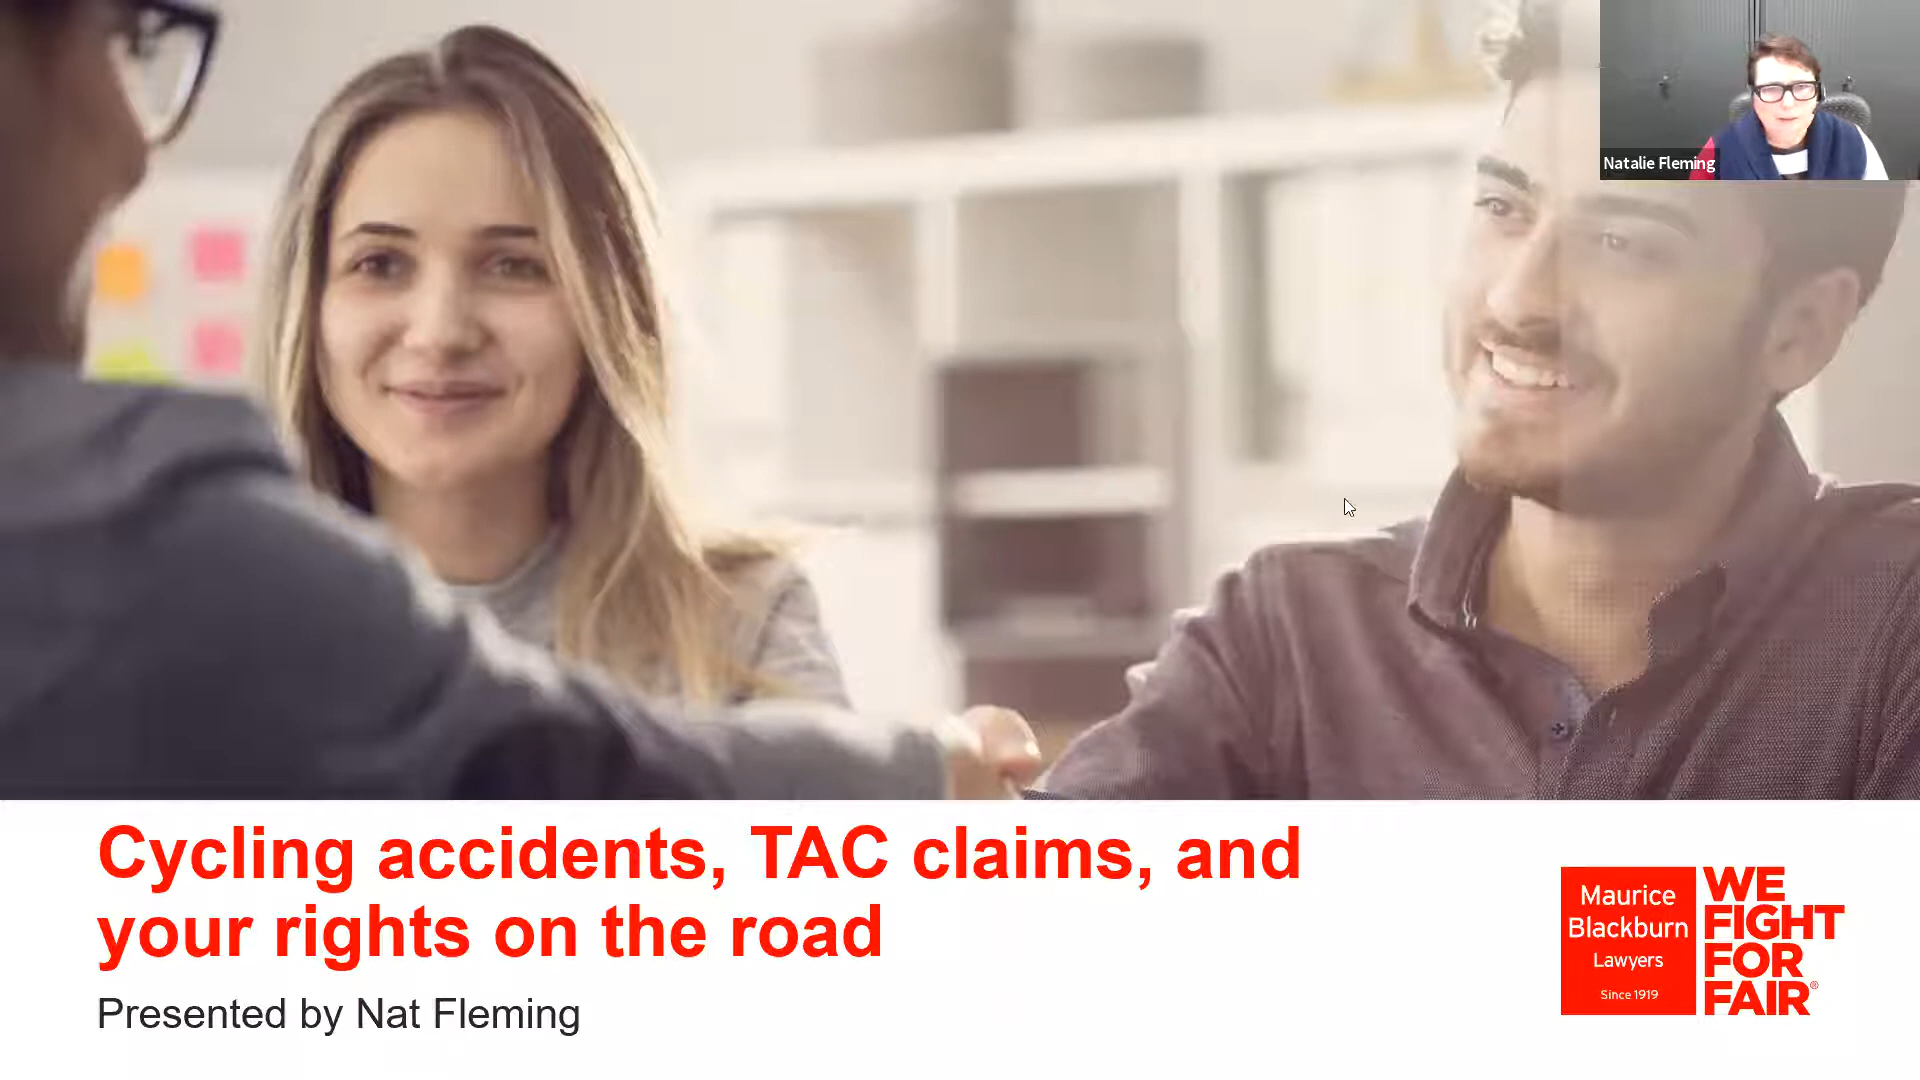 Natalie Fleming
Cycling accidents, TAC claims, and
your rights on the road
Presented by Nat Fleming
Maurice
Blackburn
Lawyers
Since 1919
WE
FIGHT
FOR
FAIR®